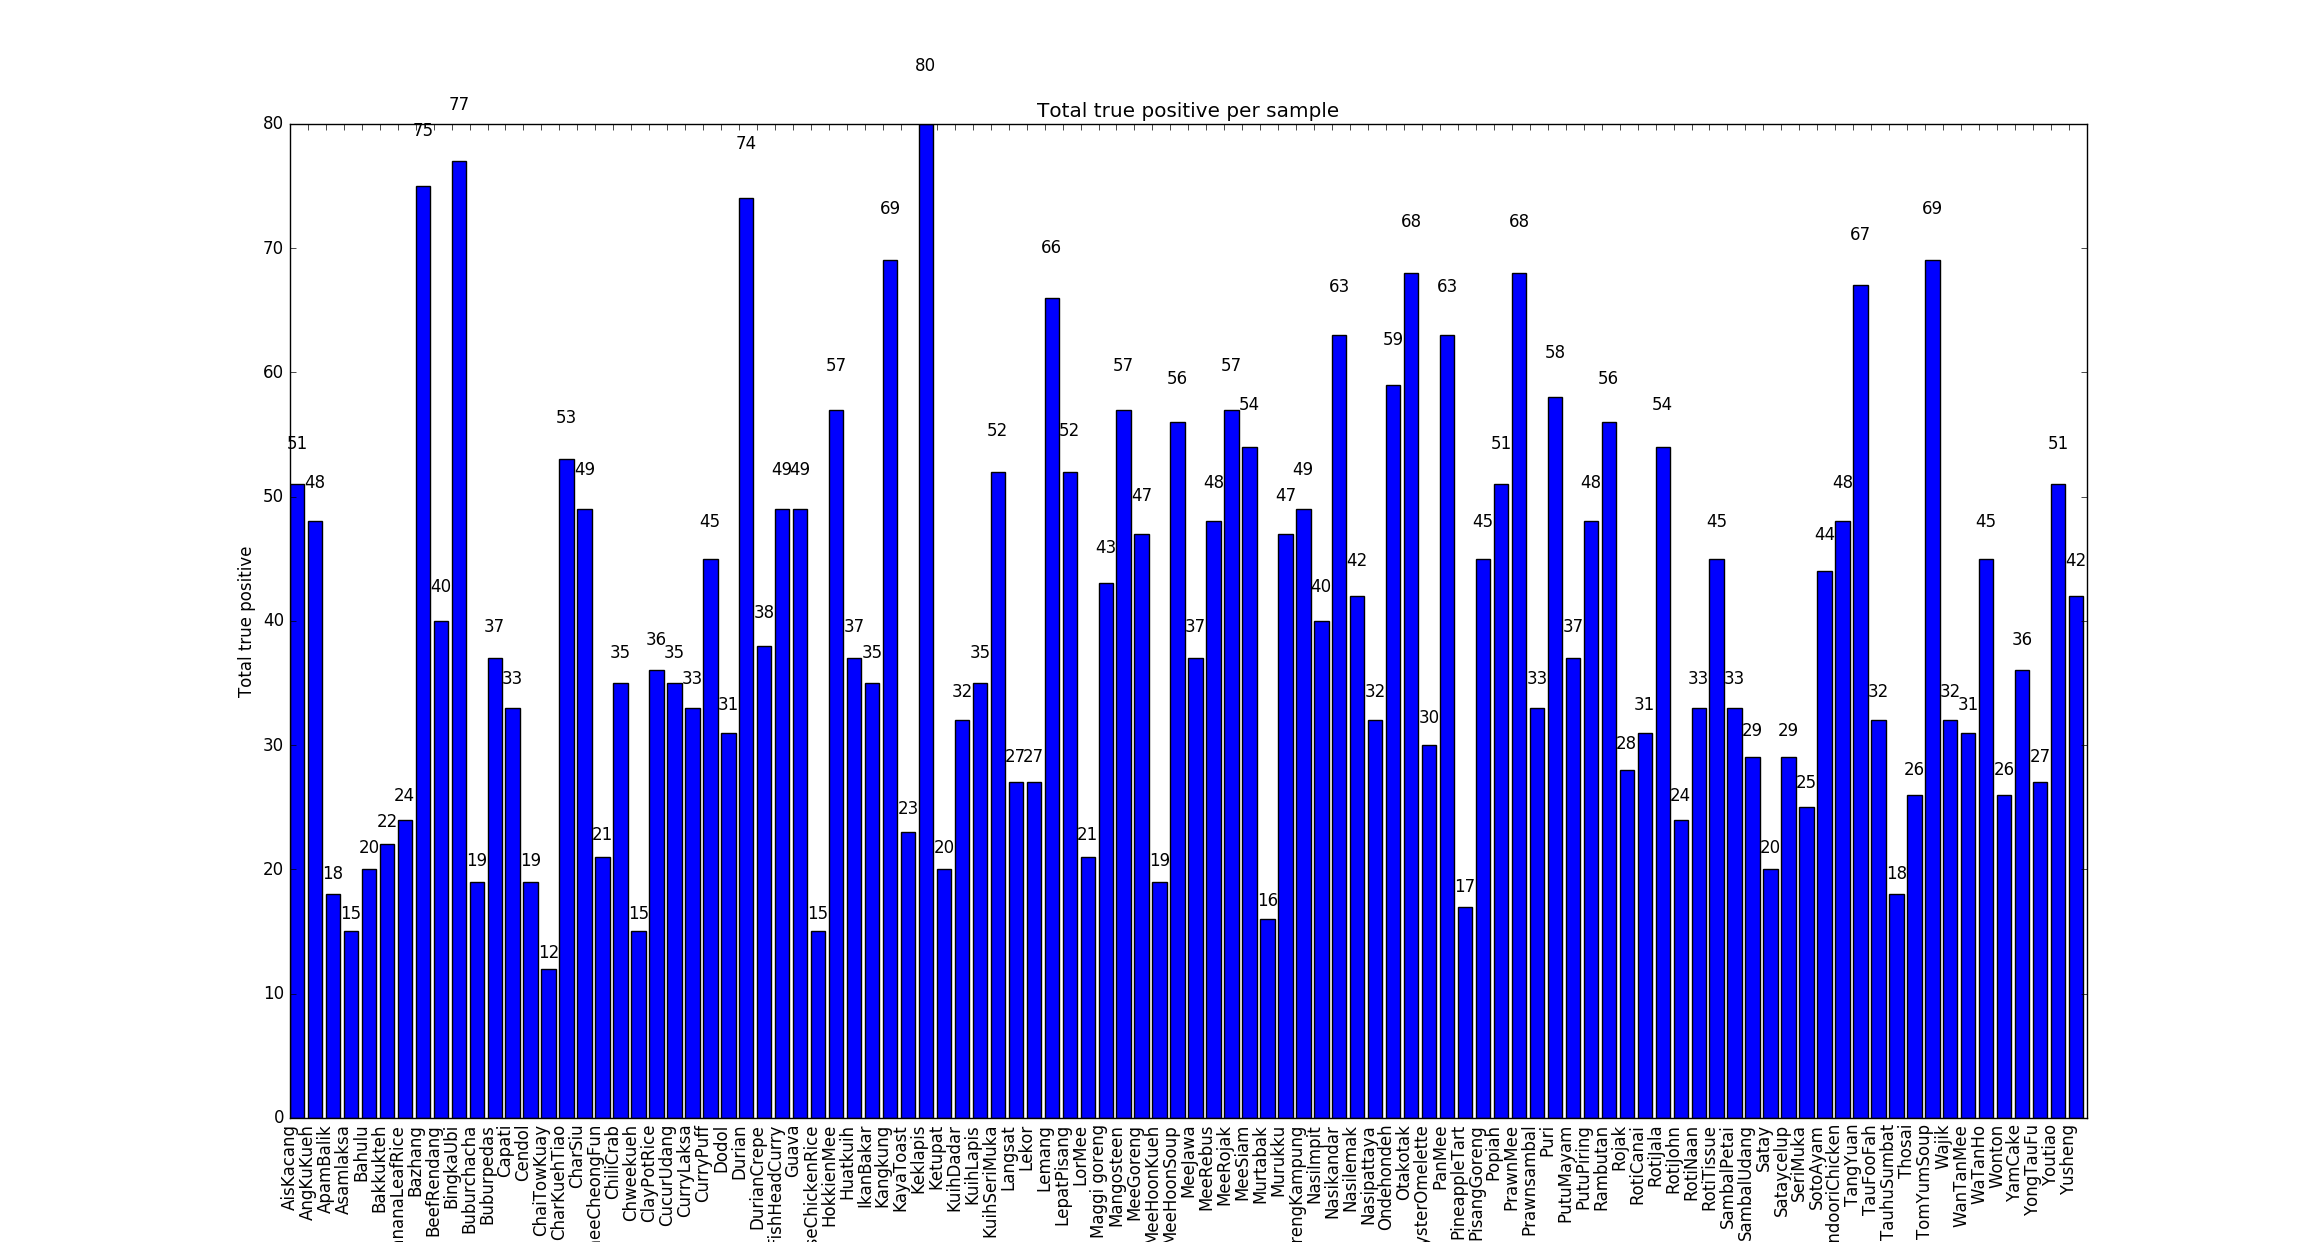 Total true positive per sample
Total true positive
80
70
60
50
40
30
20
10
0
51
48
18
15
20
22
24
75
40
77
19
37
33
19
12
53
49
21
35
15
36
35
33
45
31
74
38
49
49
15
57
37
35
69
23
80
20
32
35
52
27
27
66
52
21
43
57
47
19
56
37
48
57
54
16
47
49
40
63
42
32
59
68
30
63
17
45
51
68
33
58
37
48
56
28
31
54
24
33
45
33
29
20
29
25
44
48
67
32
18
26
69
32
31
45
26
36
27
51
42
AisKacang
AngKuKueh
ApamBalik
Asamlaksa
Bahulu
Bakkukteh
nanaLeafRice
Bazhang
BeefRendang
BingkaUbi
Buburchacha
Buburpedas
Capati
Cendol
ChaiTowKuay
CharKuehTiao
CharSiu
eeCheongFun
ChiliCrab
Chweekueh
ClayPotRice
CucurUdang
CurryLaksa
CurryPuff
Dodol
Durian
DurianCrepe
FishHeadCurry
Guava
seChickenRice
HokkienMee
Huatkuih
IkanBakar
Kangkung
KayaToast
Keklapis
Ketupat
KuihDadar
KuihLapis
KuihSeriMuka
Langsat
Lekor
Lemang
LepatPisang
LorMee
Maggi goreng
Mangosteen
MeeGoreng
MeeHoonKueh
MeeHoonSoup
MeeJawa
MeeRebus
MeeRojak
MeeSiam
Murtabak
Murukku
rengKampung
NasiImpit
Nasikandar
Nasilemak
Nasipattaya
Ondehondeh
Otakotak
ysterOmelette
PanMee
PineappleTart
PisangGoreng
Popiah
PrawnMee
Prawnsambal
Puri
PutuMayam
PutuPiring
Rambutan
Rojak
RotiCanai
RotiJala
RotiJohn
RotiNaan
RotiTissue
SambalPetai
SambalUdang
Satay
Sataycelup
SeriMuka
SotoAyam
ndooriChicken
TangYuan
TauFooFah
TauhuSumbat
Thosai
TomYumSoup
Wajik
WanTanMee
WaTanHo
Wonton
YamCake
YongTauFu
Youtiao
Yusheng